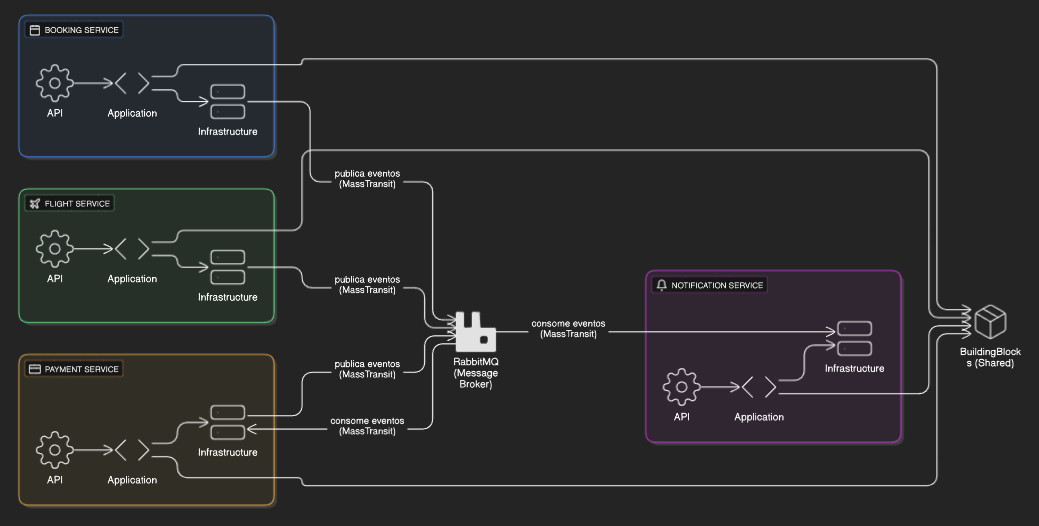 BOOKING SERVICE
API
Application
Infrastructure
publica eventos
(MassTransit)
FLIGHT SERVICE
API
Application
Infrastructure
publica eventos
(MassTransit)
NOTIFICATION SERVICE
consome eventos
(MassTransit)
RabbitMQ
(Message
Broker)
Infrastructure
API
Application
BuildingBlock
s (Shared)
PAYMENT SERVICE
publica eventos
(MassTransit)
consome eventos
(MassTransit)
Infrastructure
API
Application